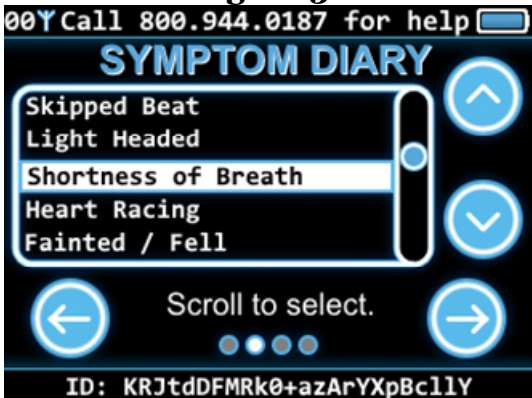 00 Call 800.944.0187 for help
SYMPTOM DIARY
Skipped Beat
Light Headed
Shortness of Breath
Heart Racing
Fainted / Fell
Scroll to select.
ID: KRJtdDFMRk0+azArYXpBcllY